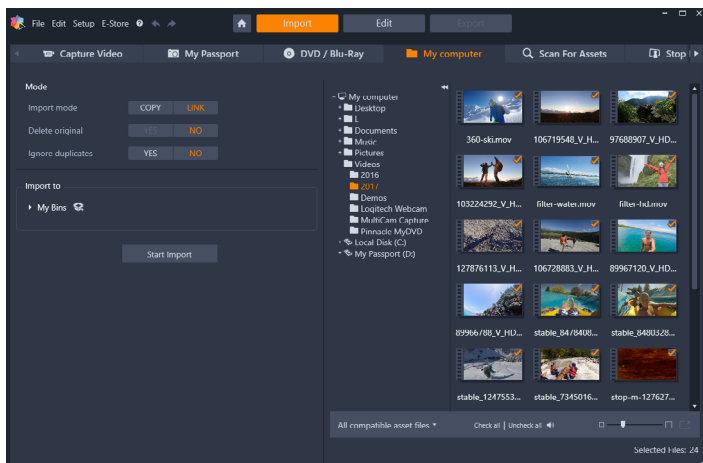 File Edit Setup E-Store
Import Edit Export
Capture Video My Passport DVD / Blu-Ray My computer Scan For Assets Stop
Mode
Import mode COPY LINK
Delete original YES NO
Ignore duplicates YES NO
Import to
My Bins
Start Import
My computer
Desktop
L
Documents
Music
Pictures
Videos
2016
2017
Demos
Logitech Webcam
MultiCam Capture
Pinnacle MyDVD
Local Disk (C:)
My Passport (D:)
360-ski.mov 106719548_V_H... 97688907_V_HD...
103224292_V_H... filter-water.mov filter-hd.mov
127876113_V_H... 106728883_V_H... 89967120_V_HD...
89966788_V_HD... stable_8478408... stable_8480328...
stable_1247553... stable_7345016... stop-m-127627...
All compatible asset files Check all | Uncheck all
Selected Files: 24